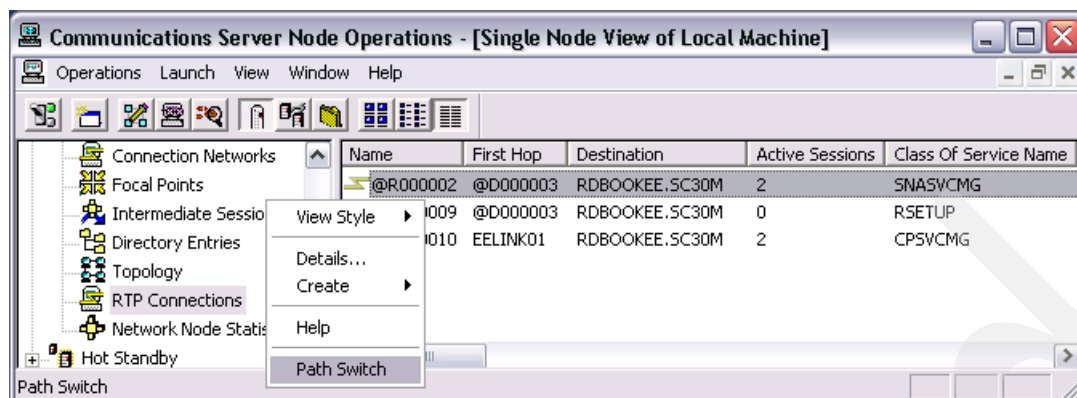 Communications Server Node Operations - [Single Node View of Local Machine]
Operations Launch View Window Help
Connection Networks
Focal Points
Intermediate Sessio
Directory Entries
Topology
RTP Connections
Network Node Statis
Hot Standby
Name First Hop Destination Active Sessions Class Of Service Name
@R000002 @D000003 RDBOOKEE.SC30M 2 SNASVCMG
0009 @D000003 RDBOOKEE.SC30M 0 RSETUP
0010 EELINK01 RDBOOKEE.SC30M 2 CPSVCMG
View Style
Details...
Create
Help
Path Switch
Path Switch